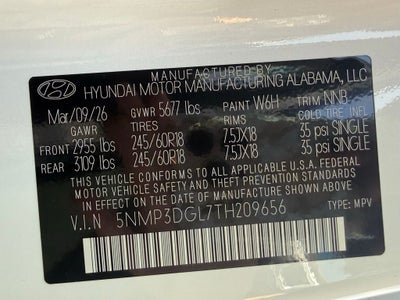 MANUFACTURED BY
HYUNDAI MOTOR MANUFACTURING ALABAMA, LLC
Mar/09/26 GVWR 5677 lbs PAINT W6H TRIM NNB
GAWR TIRES RIMS COLD TIRE INFL
FRONT 2955 lbs 245/60R18 7.5JX18 35 psi SINGLE
REAR 3109 lbs 245/60R18 7.5JX18 35 psi SINGLE
THIS VEHICLE CONFORMS TO ALL APPLICABLE U.S.A. FEDERAL
MOTOR VEHICLE SAFETY AND THEFT PREVENTION STANDARDS
IN EFFECT ON THE DATE OF MANUFACTURE SHOWN ABOVE.
V.I.N 5NMP3DGL7TH209656 TYPE: MPV